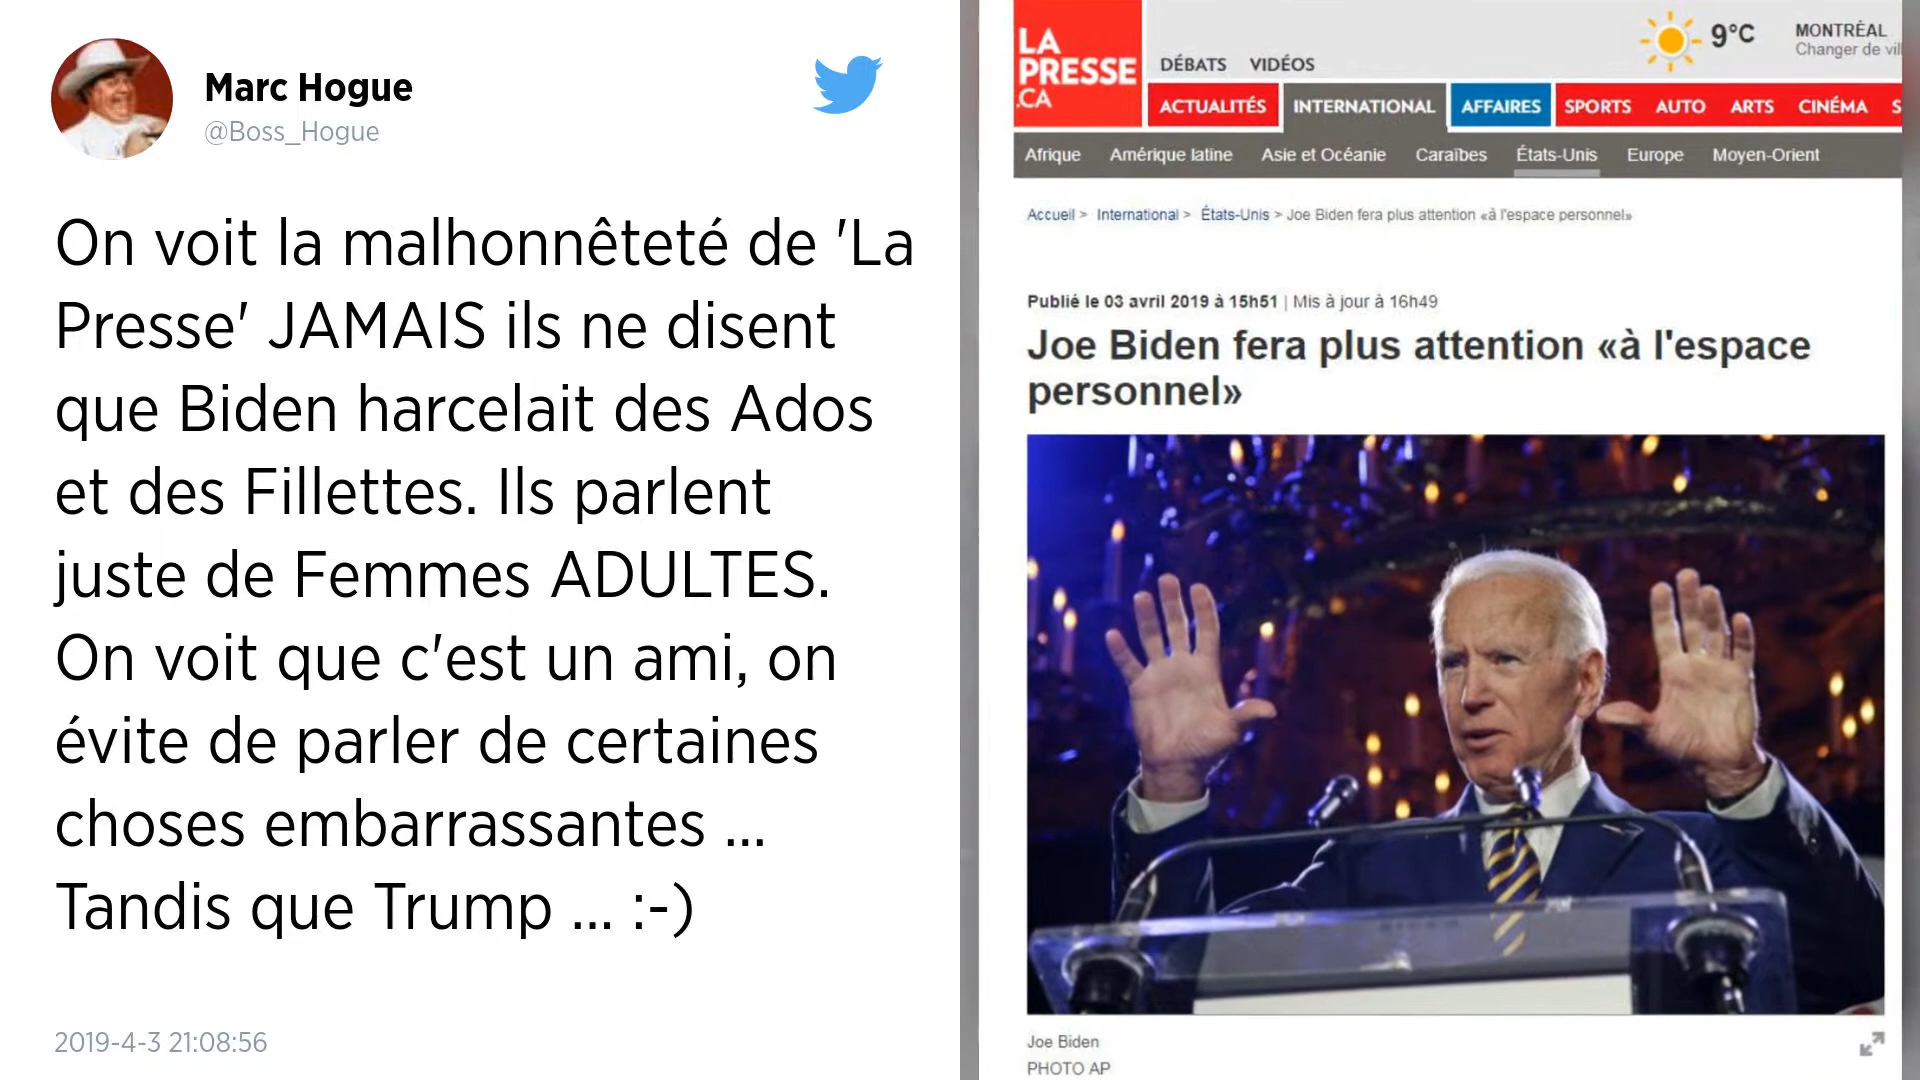 Marc Hogue
@Boss_Hogue
On voit la malhonnêteté de 'La
Presse' JAMAIS ils ne disent
que Biden harcelait des Ados
et des Fillettes. Ils parlent
juste de Femmes ADULTES.
On voit que c'est un ami, on
évite de parler de certaines
choses embarrassantes ...
Tandis que Trump ... :-)
2019-4-3 21:08:56
LA
PRESSE
.CA
DÉBATS VIDÉOS
9°C
MONTRÉAL
Changer de vil
ACTUALITÉS INTERNATIONAL AFFAIRES SPORTS AUTO ARTS CINÉMA S
Afrique Amérique latine Asie et Océanie Caraïbes États-Unis Europe Moyen-Orient
Accueil > International > États-Unis > Joe Biden fera plus attention «à l'espace personnel»
Publié le 03 avril 2019 à 15h51 | Mis à jour à 16h49
Joe Biden fera plus attention «à l'espace
personnel»
Joe Biden
PHOTO AP